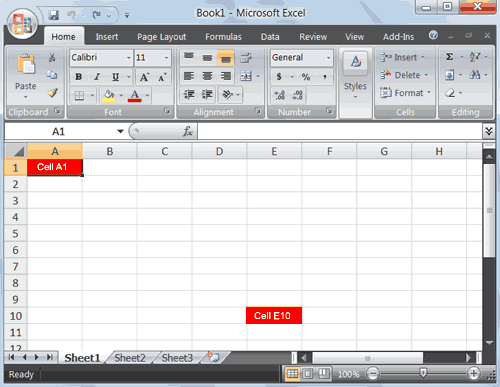 Book1 - Microsoft Excel
Home Insert Page Layout Formulas Data Review View Add-Ins
Calibri 11 General Insert Σ
Paste B I U A A $ % , Styles Delete
A Format
Clipboard Font Alignment Number Cells Editing
A1 fx
A B C D E F G H
1 Cell A1
2
3
4
5
6
7
8
9
10 Cell E10
11
12
Sheet1 Sheet2 Sheet3
Ready 100%